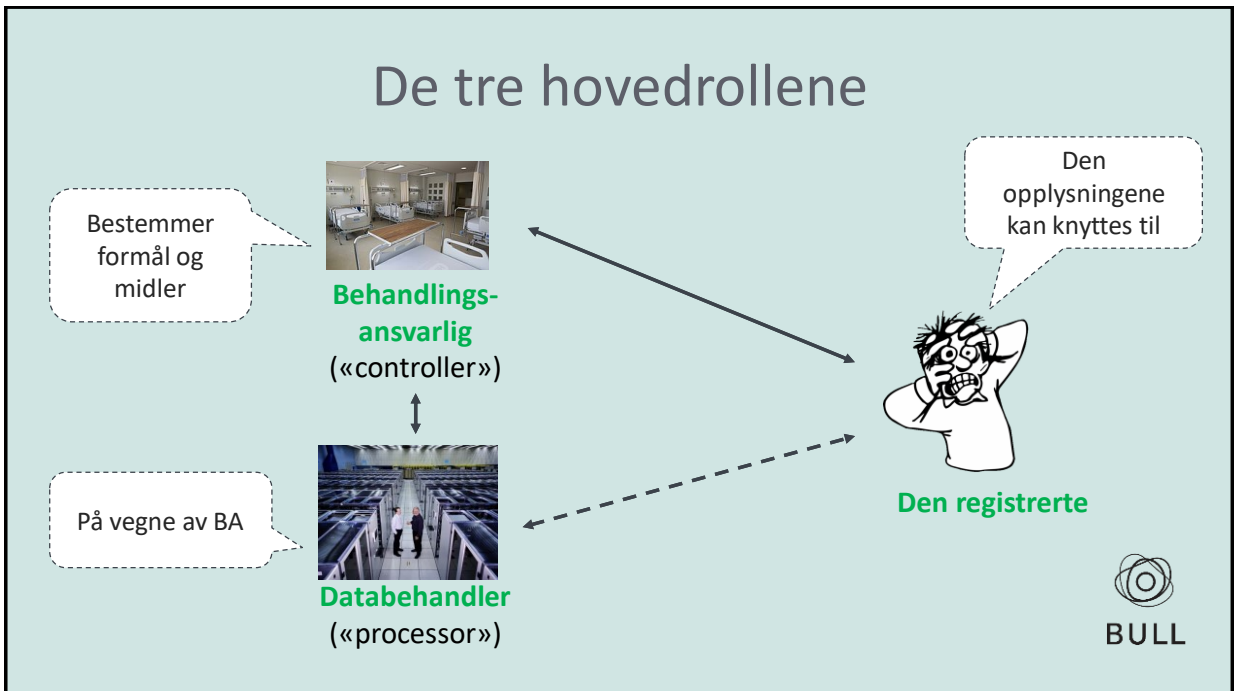 De tre hovedrollene
Bestemmer
formål og
midler
Behandlings-
ansvarlig
(«controller»)
Den
opplysningene
kan knyttes til
På vegne av BA
Databehandler
(«processor»)
Den registrerte
BULL